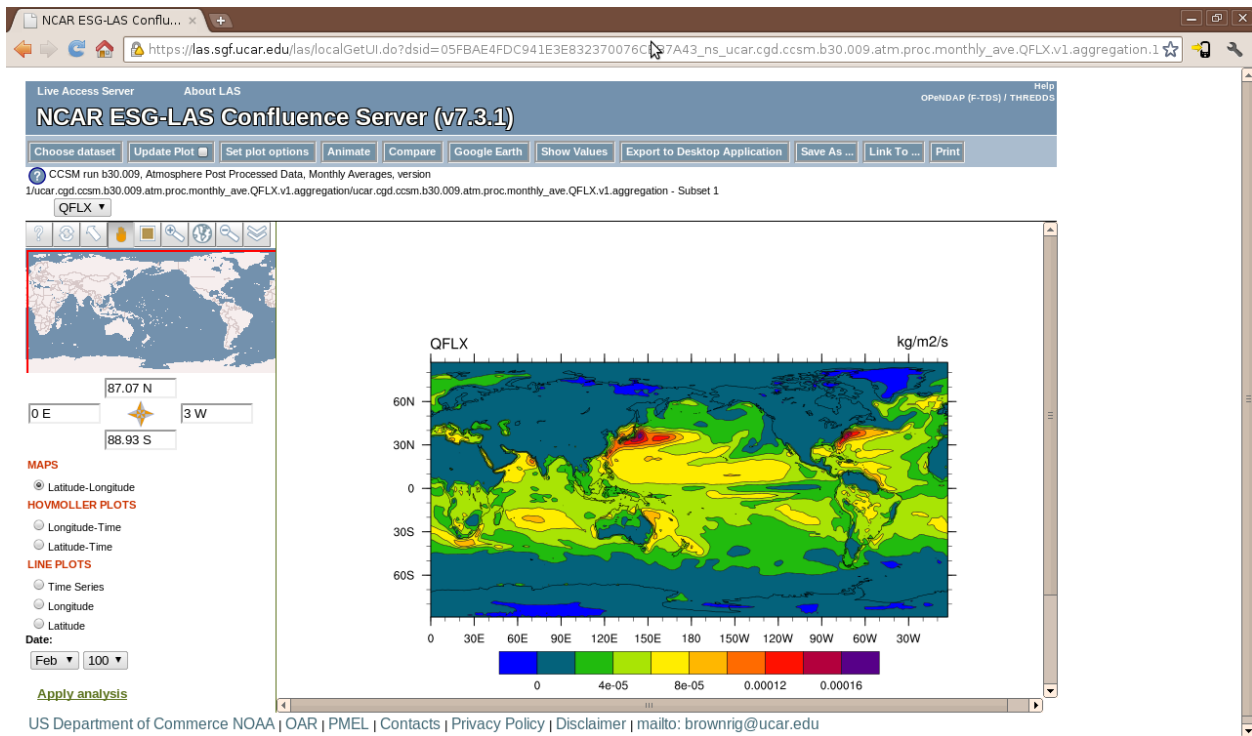 NCAR ESG-LAS Conflu...
https://las.sgf.ucar.edu/las/localGetUI.do?dsid=05FBAE4FDC941E3E832370076C 37A43_ns_ucar.cgd.ccsm.b30.009.atm.proc.monthly_ave.QFLX.v1.aggregation.1
Live Access Server About LAS Help
OPeNDAP (F-TDS) / THREDDS
NCAR ESG-LAS Confluence Server (v7.3.1)
Choose dataset Update Plot Set plot options Animate Compare Google Earth Show Values Export to Desktop Application Save As ... Link To ... Print
CCSM run b30.009, Atmosphere Post Processed Data, Monthly Averages, version
1/ucar.cgd.ccsm.b30.009.atm.proc.monthly_ave.QFLX.v1.aggregation/ucar.cgd.ccsm.b30.009.atm.proc.monthly_ave.QFLX.v1.aggregation - Subset 1
QFLX
87.07 N
0 E 3 W
88.93 S
MAPS
Latitude-Longitude
HOVMOLLER PLOTS
Longitude-Time
Latitude-Time
LINE PLOTS
Time Series
Longitude
Latitude
Date:
Feb 100
Apply analysis
QFLX kg/m2/s
60N
30N
0
30S
60S
0 30E 60E 90E 120E 150E 180 150W 120W 90W 60W 30W
0 4e-05 8e-05 0.00012 0.00016
US Department of Commerce NOAA | OAR | PMEL | Contacts | Privacy Policy | Disclaimer | mailto: brownrig@ucar.edu